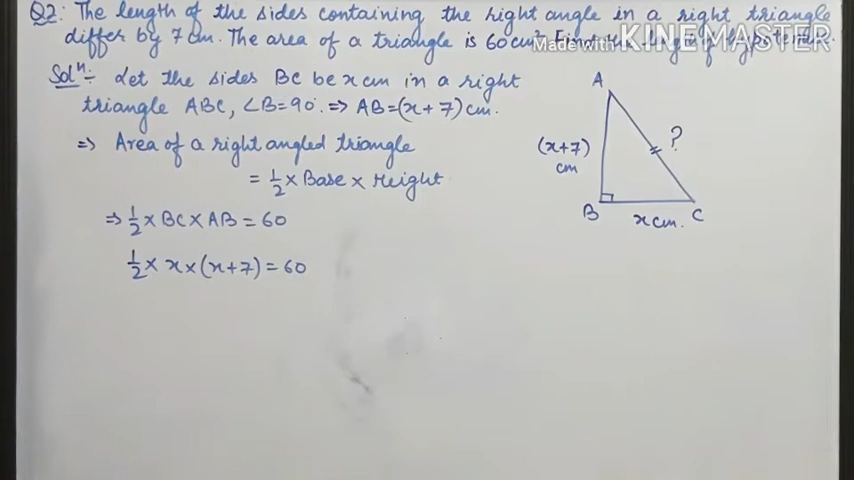 Q2: The length of the sides containing the right angle in a right triangle
differ by 7 cm. The area of a triangle is 60 cm². Find the
Made with KINEMASTER
Solⁿ:- Let the sides BC be x cm in a right
triangle ABC, ∠B = 90° ⇒ AB = (x+7) cm.
⇒ Area of a right angled triangle
= 1/2 × Base × Height
⇒ 1/2 × BC × AB = 60
1/2 × x × (x+7) = 60
A
(x+7)
cm
?
B
x cm.
C